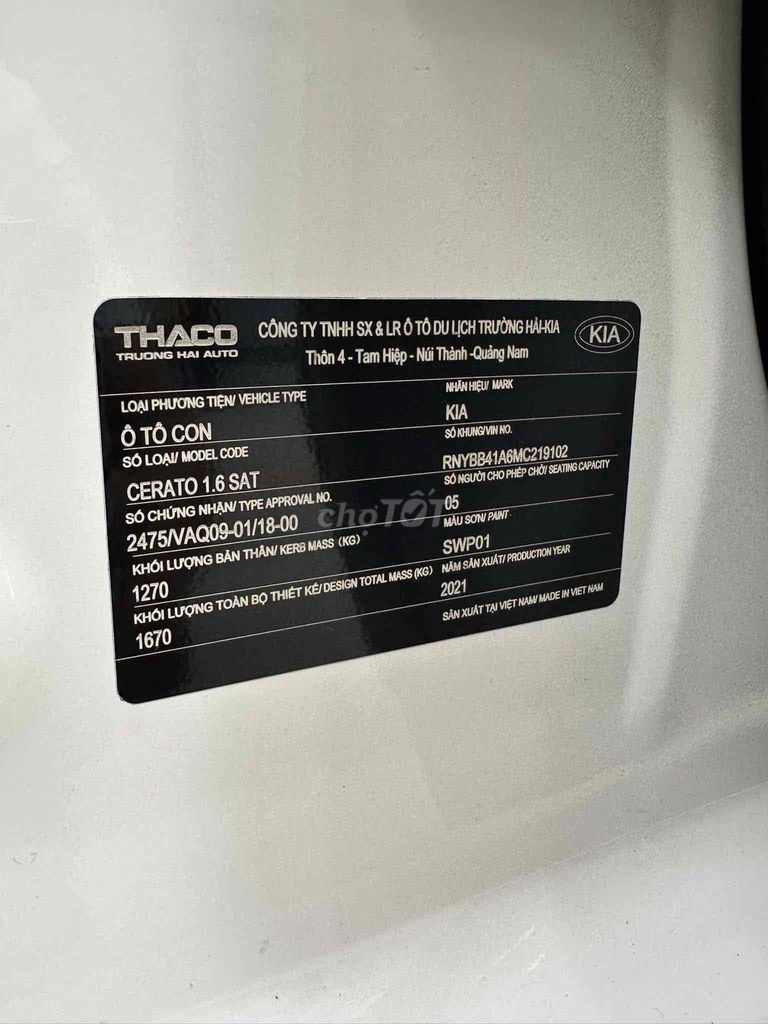 THACO
TRUONG HAI AUTO
CÔNG TY TNHH SX & LR Ô TÔ DU LỊCH TRƯỜNG HẢI-KIA
Thôn 4 - Tam Hiệp - Núi Thành -Quảng Nam
KIA
LOẠI PHƯƠNG TIỆN/ VEHICLE TYPE
Ô TÔ CON
SỐ LOẠI/ MODEL CODE
CERATO 1.6 SAT
SỐ CHỨNG NHẬN/ TYPE APPROVAL NO.
2475/VAQ09-01/18-00
KHỐI LƯỢNG BẢN THÂN/ KERB MASS (KG)
1270
KHỐI LƯỢNG TOÀN BỘ THIẾT KẾ/ DESIGN TOTAL MASS (KG)
1670
NHÃN HIỆU/ MARK
KIA
SỐ KHUNG/VIN NO.
RNYBB41A6MC219102
SỐ NGƯỜI CHO PHÉP CHỞ/ SEATING CAPACITY
05
MÀU SƠN/ PAINT
SWP01
NĂM SẢN XUẤT/ PRODUCTION YEAR
2021
SẢN XUẤT TẠI VIỆT NAM/ MADE IN VIET NAM
chợTỐT